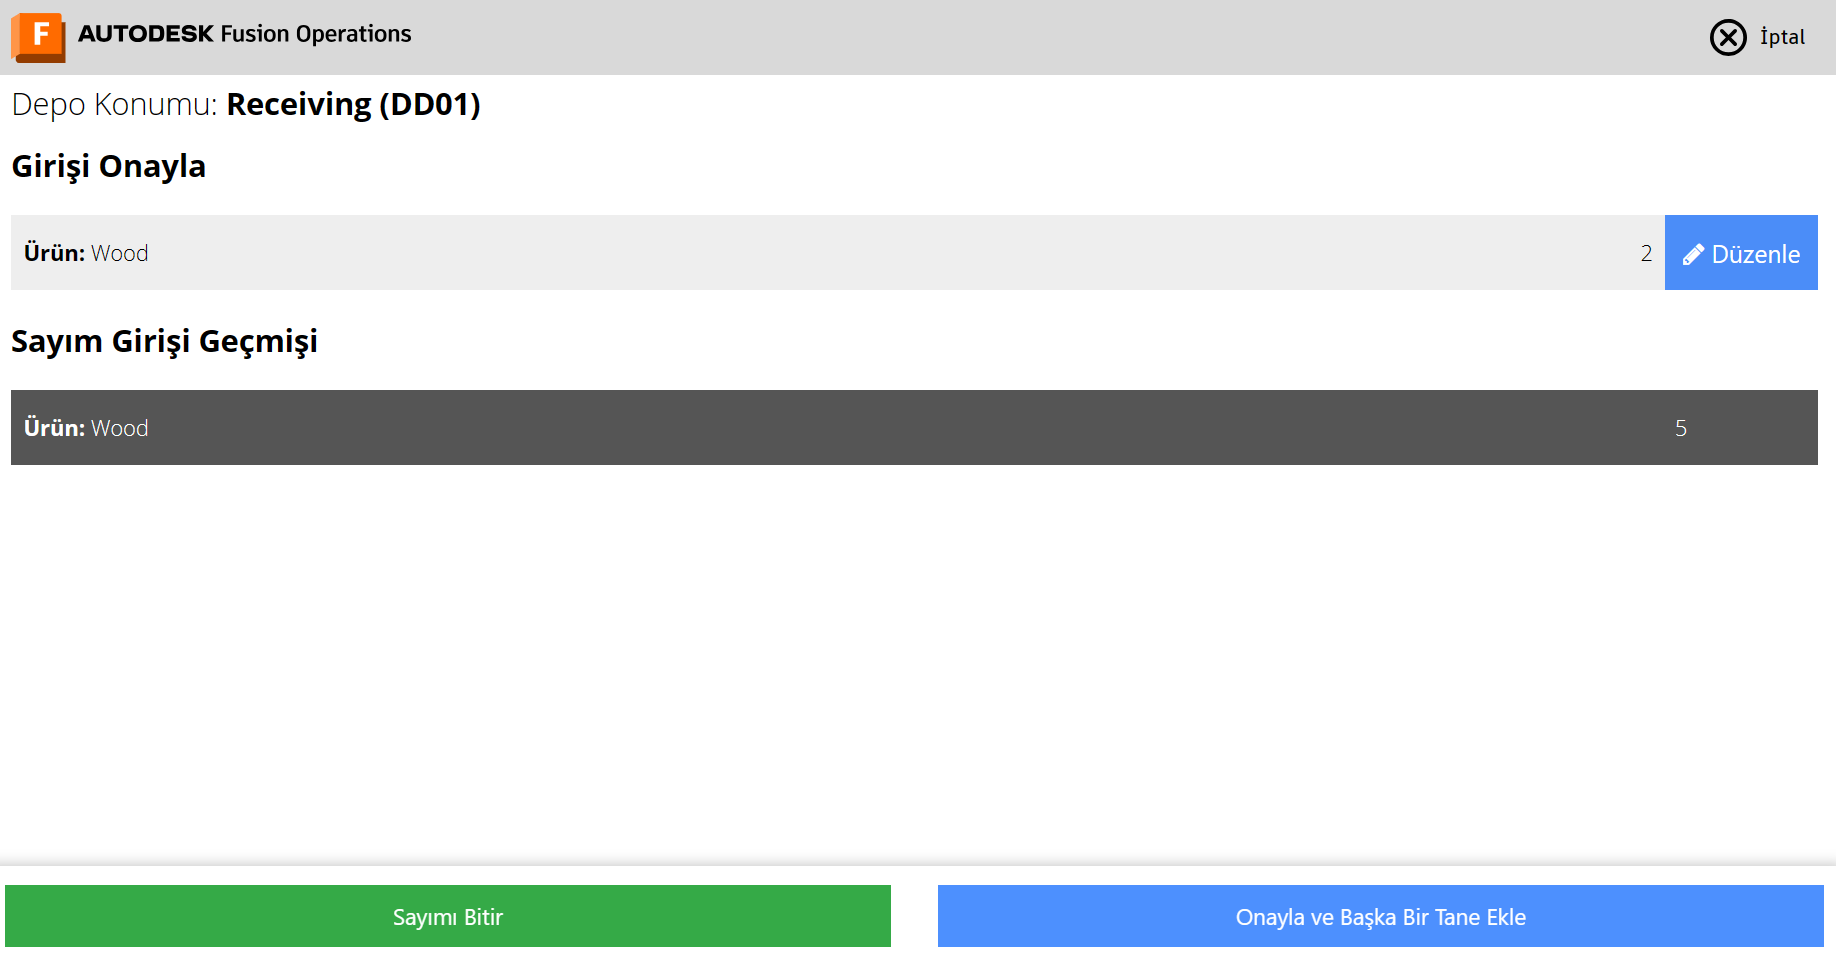 F AUTODESK Fusion Operations İptal
Depo Konumu: Receiving (DD01)
Girişi Onayla
Ürün: Wood 2 Düzenle
Sayım Girişi Geçmişi
Ürün: Wood 5
Sayımı Bitir Onayla ve Başka Bir Tane Ekle